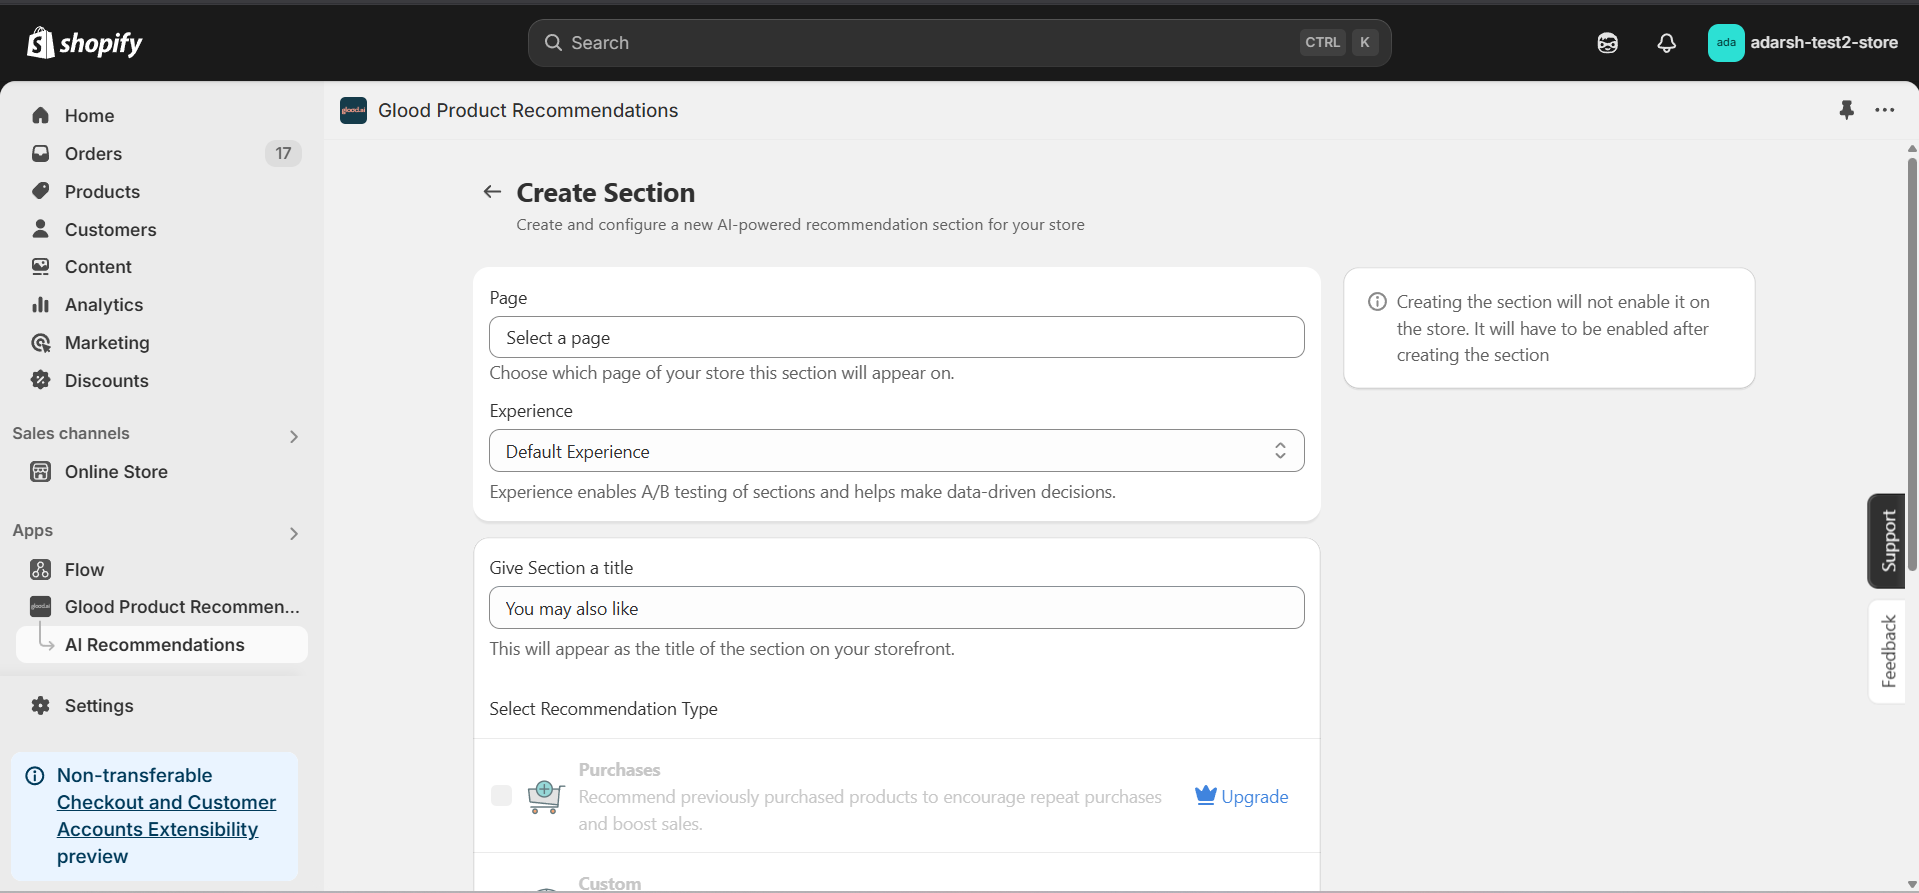 shopify
Search
CTRL K
ada
adarsh-test2-store
Home
Orders
17
Products
Customers
Content
Analytics
Marketing
Discounts
Sales channels
Online Store
Apps
Flow
Glood Product Recommen...
AI Recommendations
Settings
Non-transferable
Checkout and Customer
Accounts Extensibility
preview
glood.ai
Glood Product Recommendations
Create Section
Create and configure a new AI-powered recommendation section for your store
Page
Select a page
Choose which page of your store this section will appear on.
Experience
Default Experience
Experience enables A/B testing of sections and helps make data-driven decisions.
Give Section a title
You may also like
This will appear as the title of the section on your storefront.
Select Recommendation Type
Purchases
Recommend previously purchased products to encourage repeat purchases
and boost sales.
Upgrade
Custom
Creating the section will not enable it on
the store. It will have to be enabled after
creating the section
Support
Feedback